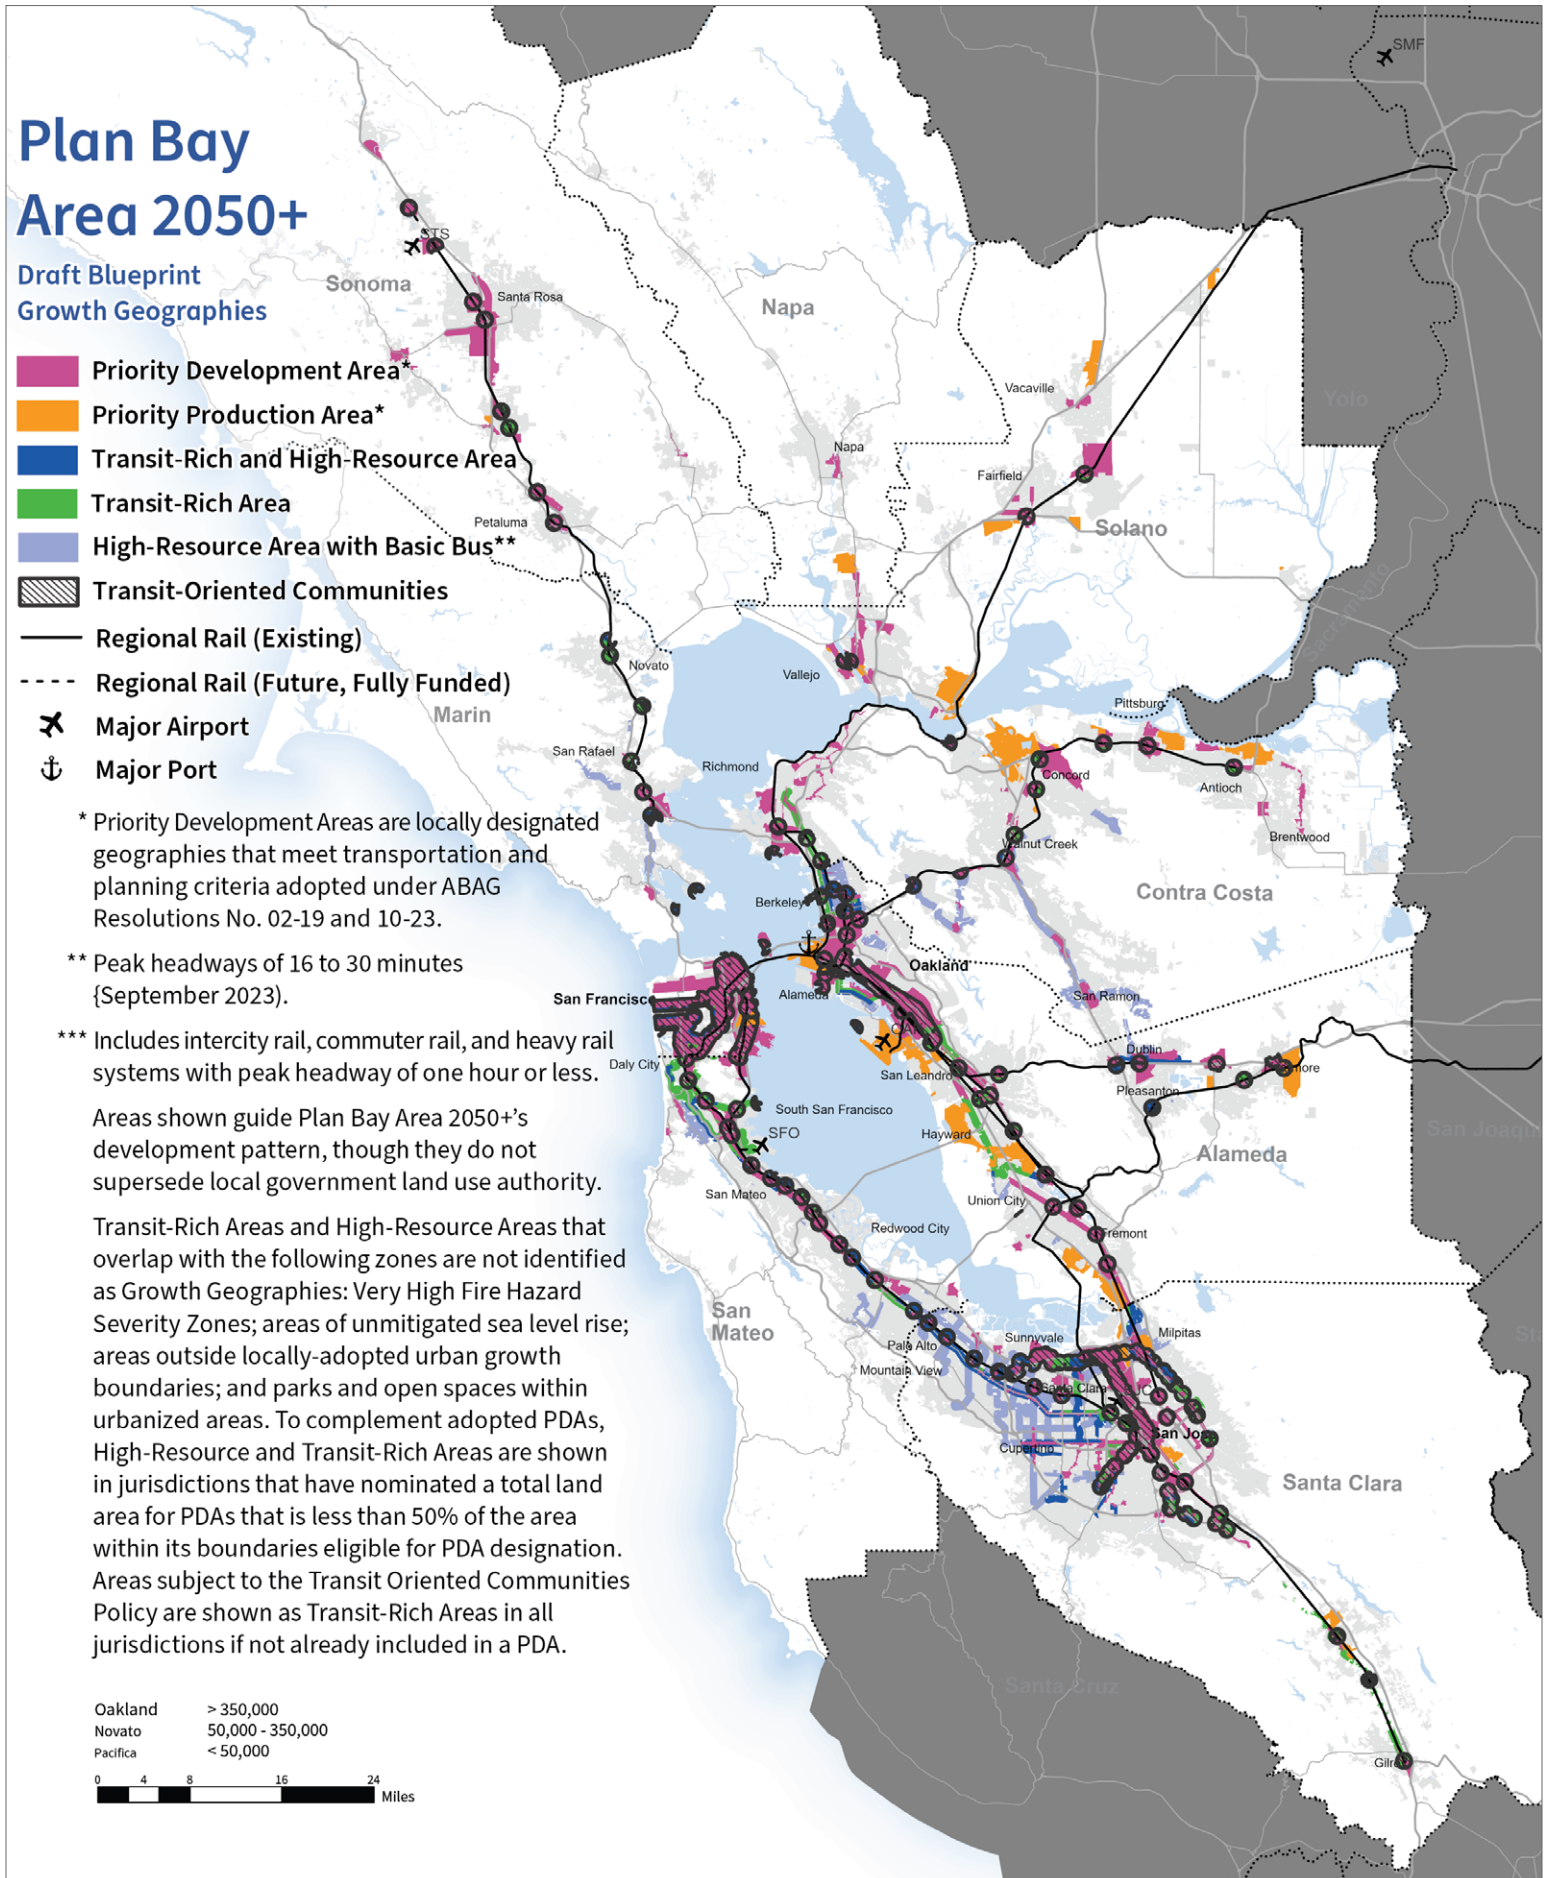 Plan Bay
Area 2050+
Draft Blueprint
Growth Geographies
Priority Development Area*
Priority Production Area*
Transit-Rich and High-Resource Area
Transit-Rich Area
High-Resource Area with Basic Bus**
Transit-Oriented Communities
Regional Rail (Existing)
Regional Rail (Future, Fully Funded)
Major Airport
Major Port
* Priority Development Areas are locally designated
geographies that meet transportation and
planning criteria adopted under ABAG
Resolutions No. 02-19 and 10-23.
** Peak headways of 16 to 30 minutes
{September 2023).
*** Includes intercity rail, commuter rail, and heavy rail
systems with peak headway of one hour or less.
Areas shown guide Plan Bay Area 2050+'s
development pattern, though they do not
supersede local government land use authority.
Transit-Rich Areas and High-Resource Areas that
overlap with the following zones are not identified
as Growth Geographies: Very High Fire Hazard
Severity Zones; areas of unmitigated sea level rise;
areas outside locally-adopted urban growth
boundaries; and parks and open spaces within
urbanized areas. To complement adopted PDAs,
High-Resource and Transit-Rich Areas are shown
in jurisdictions that have nominated a total land
area for PDAs that is less than 50% of the area
within its boundaries eligible for PDA designation.
Areas subject to the Transit Oriented Communities
Policy are shown as Transit-Rich Areas in all
jurisdictions if not already included in a PDA.
Oakland > 350,000
Novato 50,000 - 350,000
Pacifica < 50,000
0 4 8 16 24
Miles
SMF
STS
Sonoma
Santa Rosa
Napa
Vacaville
Yolo
Napa
Fairfield
Petaluma
Solano
Sacramento
Novato
Vallejo
Marin
Pittsburg
San Rafael
Richmond
Concord
Antioch
Brentwood
Walnut Creek
Contra Costa
Berkeley
Oakland
Alameda
San Francisco
San Ramon
Dublin
Daly City
San Leandro
Pleasanton
South San Francisco
SFO
Hayward
San Joaqu
Alameda
San Mateo
Union City
Redwood City
Fremont
San
Mateo
Sunnyvale
Milpitas
Palo Alto
Mountain View
Santa Clara
San Jose
Cupertino
Santa Clara
Santa Cruz
Gilroy